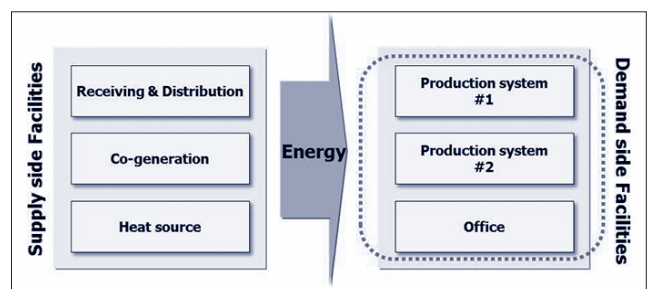 Supply side Facilities
Receiving & Distribution
Co-generation
Heat source
Energy
Production system
#1
Production system
#2
Office
Demand side Facilities